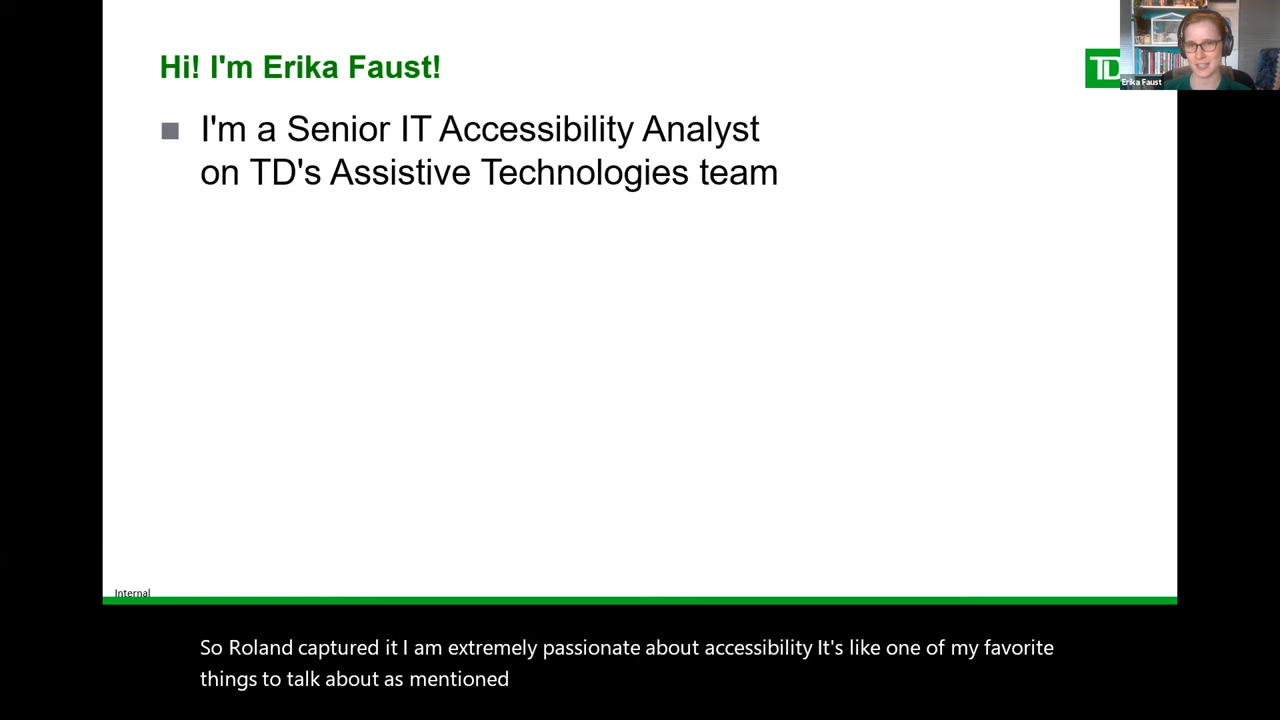 Hi! I'm Erika Faust!
TD
Erika Faust
I'm a Senior IT Accessibility Analyst
on TD's Assistive Technologies team
Internal
So Roland captured it I am extremely passionate about accessibility It's like one of my favorite
things to talk about as mentioned